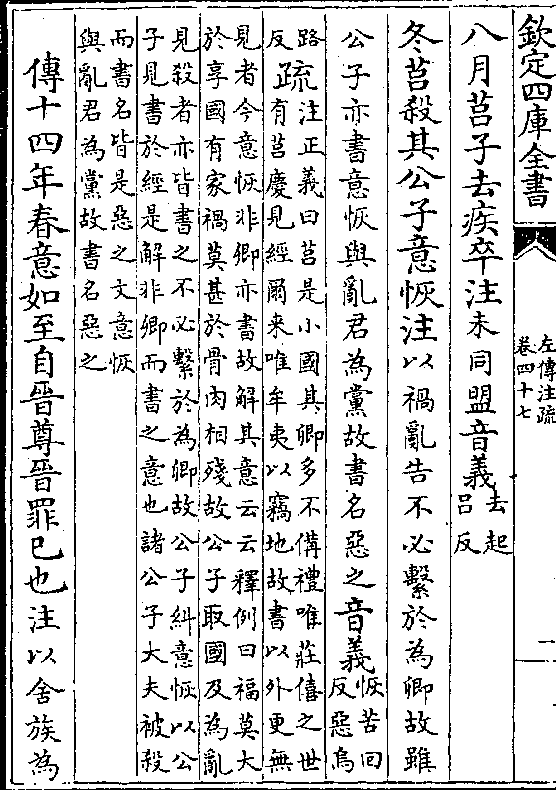 欽定四庫全書
左傳注疏
卷四十七
一
八月莒子去疾卒注未同盟音義去起
呂反
冬莒殺其公子意恢注以禍亂告不必繫於為卿故雖
公子亦書意恢與亂君為黨故書名惡之音義恢苦回
反惡烏
路
反疏注正義曰莒是小國其卿多不備禮唯莊僖之世
有莒慶見經爾来唯牟夷以竊地故書以外更無
見者今意恢非卿亦書故解其意云云釋例曰福莫大
於享國有家禍莫甚於骨肉相殘故公子取國及為亂
見殺者亦皆書之不必繫於為卿故公子糾意恢以公
子見書於經是解非卿而書之意也諸公子大夫被殺
而書名皆是惡之文意恢
與亂君為黨故書名惡之
傳十四年春意如至自晉尊晉罪已也注以舍族為